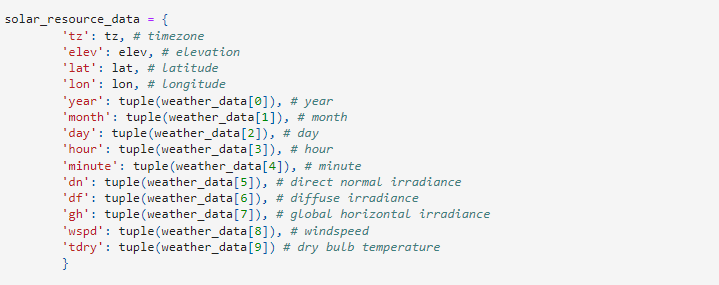 solar_resource_data = {
'tz': tz, # timezone
'elev': elev, # elevation
'lat': lat, # latitude
'lon': lon, # longitude
'year': tuple(weather_data[0]), # year
'month': tuple(weather_data[1]), # month
'day': tuple(weather_data[2]), # day
'hour': tuple(weather_data[3]), # hour
'minute': tuple(weather_data[4]), # minute
'dn': tuple(weather_data[5]), # direct normal irradiance
'df': tuple(weather_data[6]), # diffuse irradiance
'gh': tuple(weather_data[7]), # global horizontal irradiance
'wspd': tuple(weather_data[8]), # windspeed
'tdry': tuple(weather_data[9]) # dry bulb temperature
}